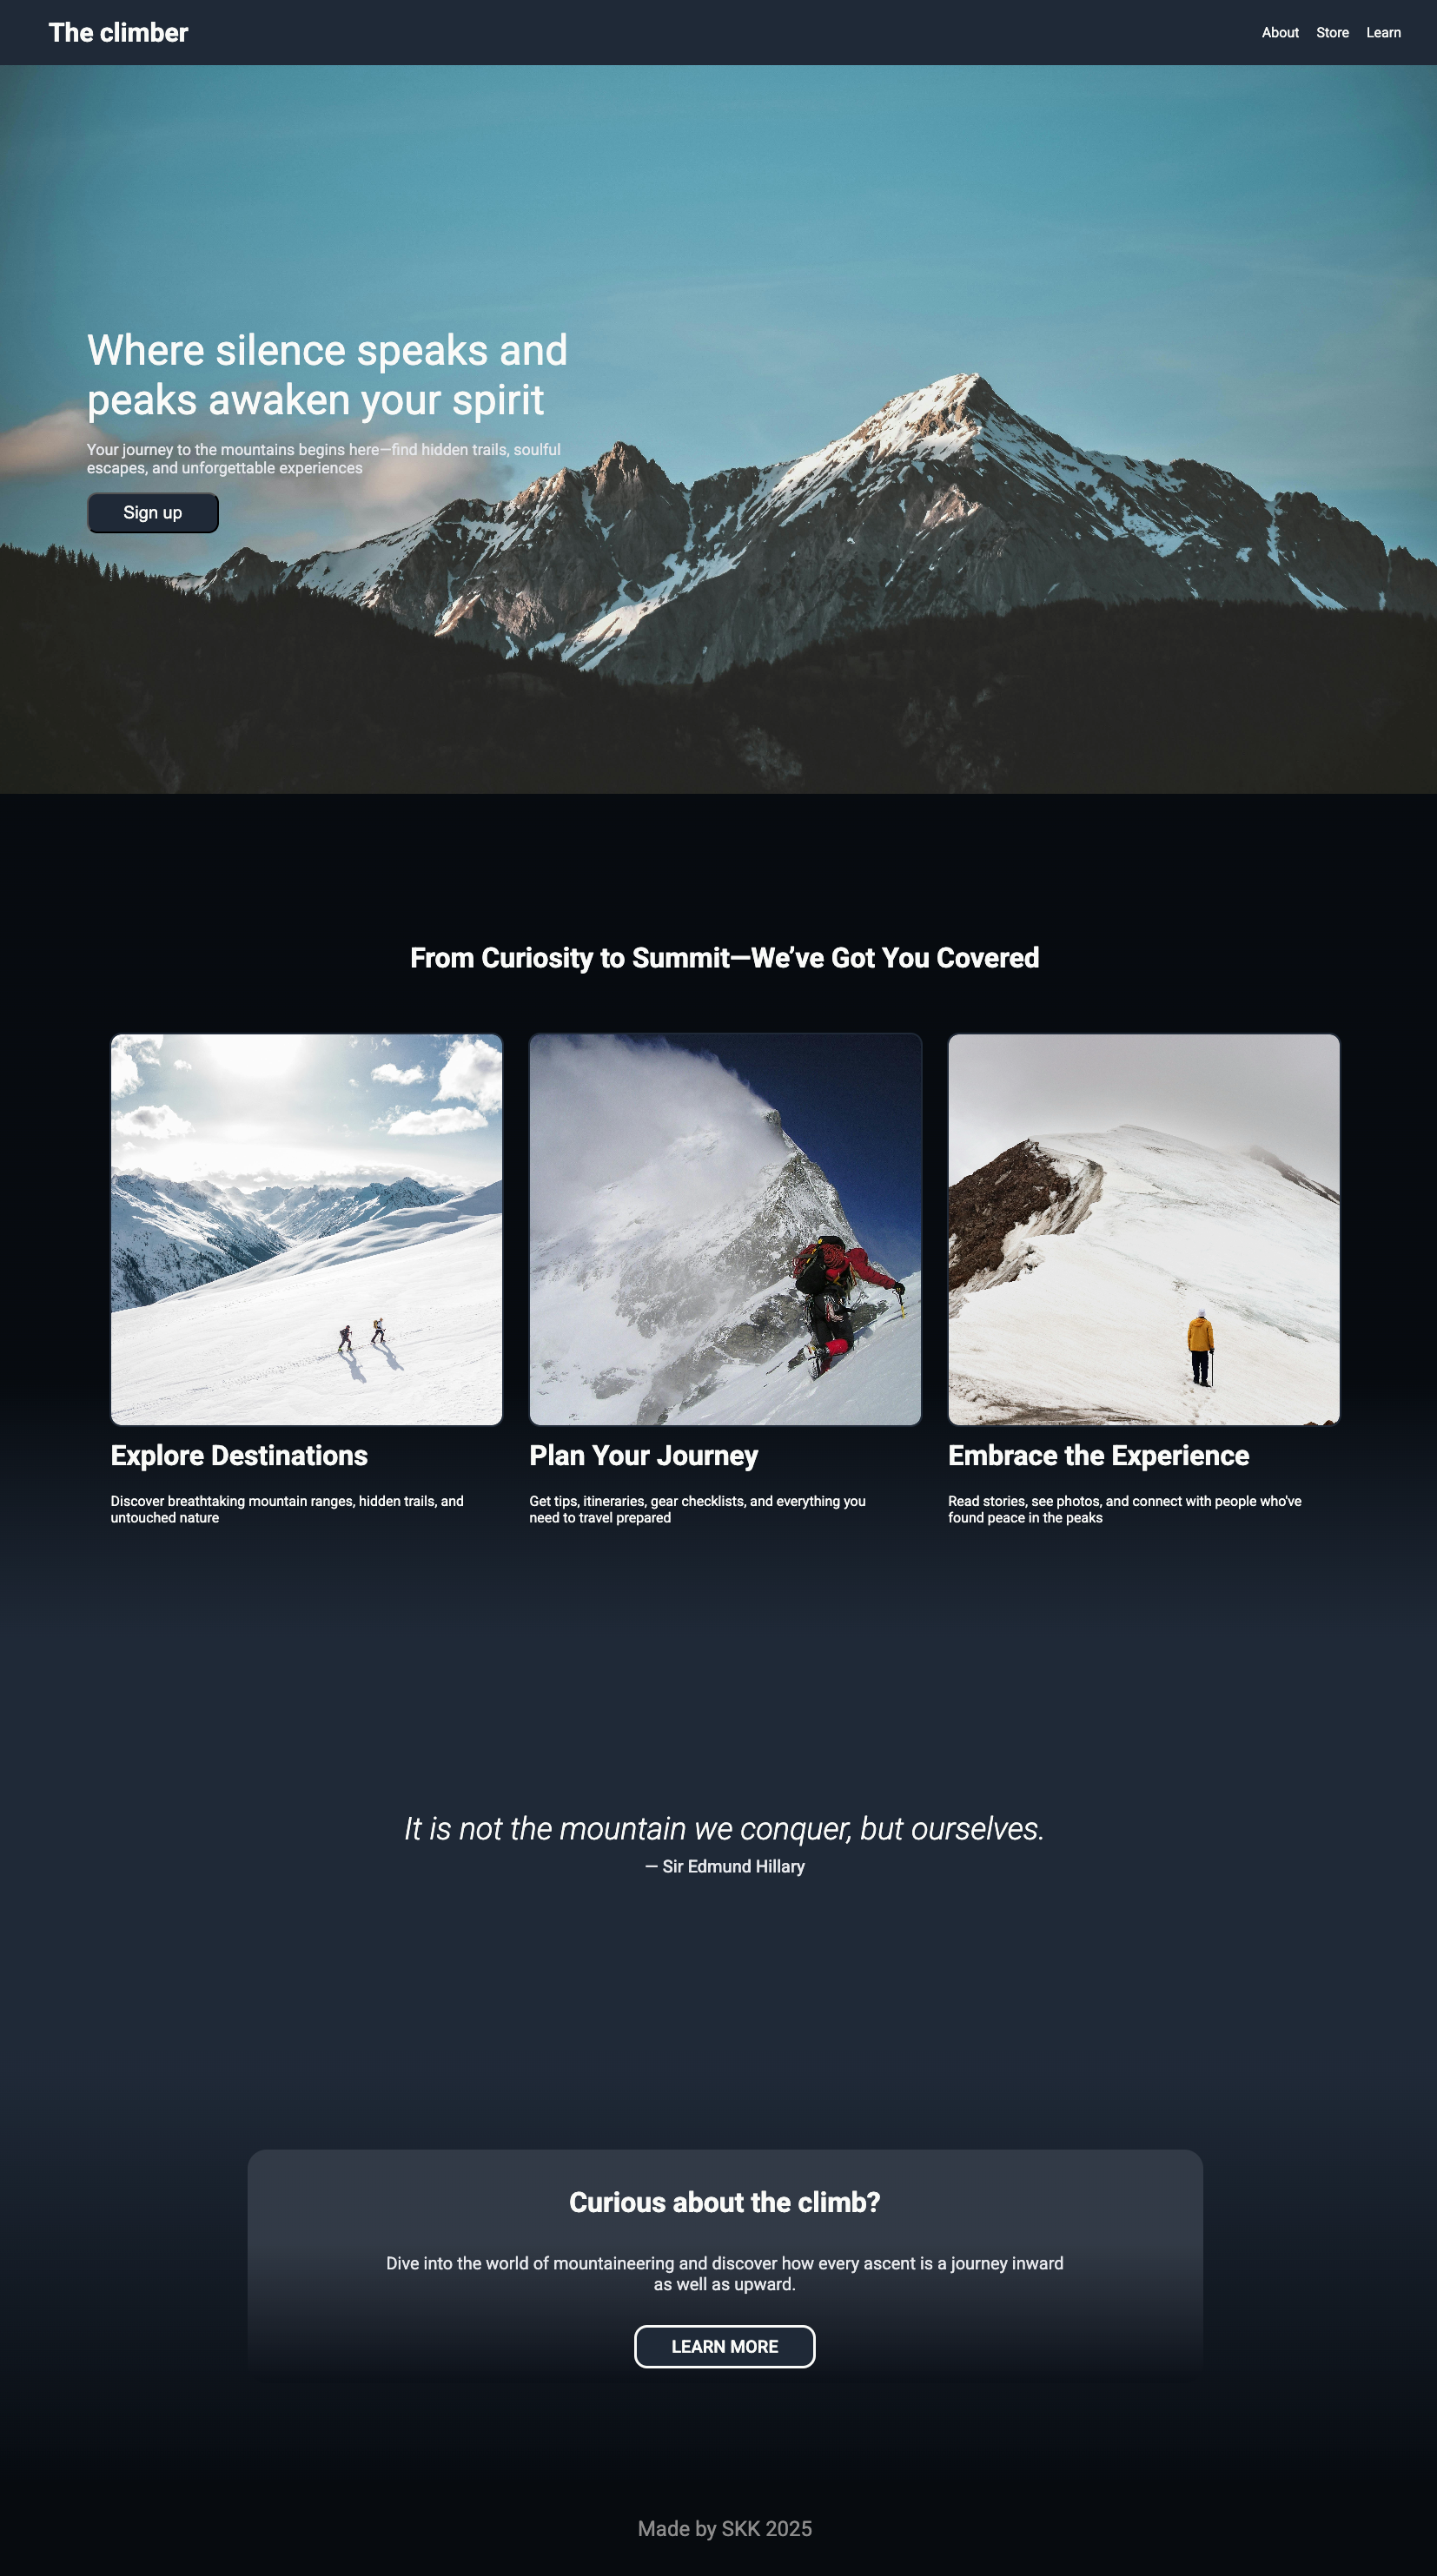 The climber
About Store Learn
Where silence speaks and
peaks awaken your spirit
Your journey to the mountains begins here—find hidden trails, soulful
escapes, and unforgettable experiences
Sign up
From Curiosity to Summit—We’ve Got You Covered
Explore Destinations
Discover breathtaking mountain ranges, hidden trails, and
untouched nature
Plan Your Journey
Get tips, itineraries, gear checklists, and everything you
need to travel prepared
Embrace the Experience
Read stories, see photos, and connect with people who've
found peace in the peaks
It is not the mountain we conquer, but ourselves.
— Sir Edmund Hillary
Curious about the climb?
Dive into the world of mountaineering and discover how every ascent is a journey inward
as well as upward.
LEARN MORE
Made by SKK 2025